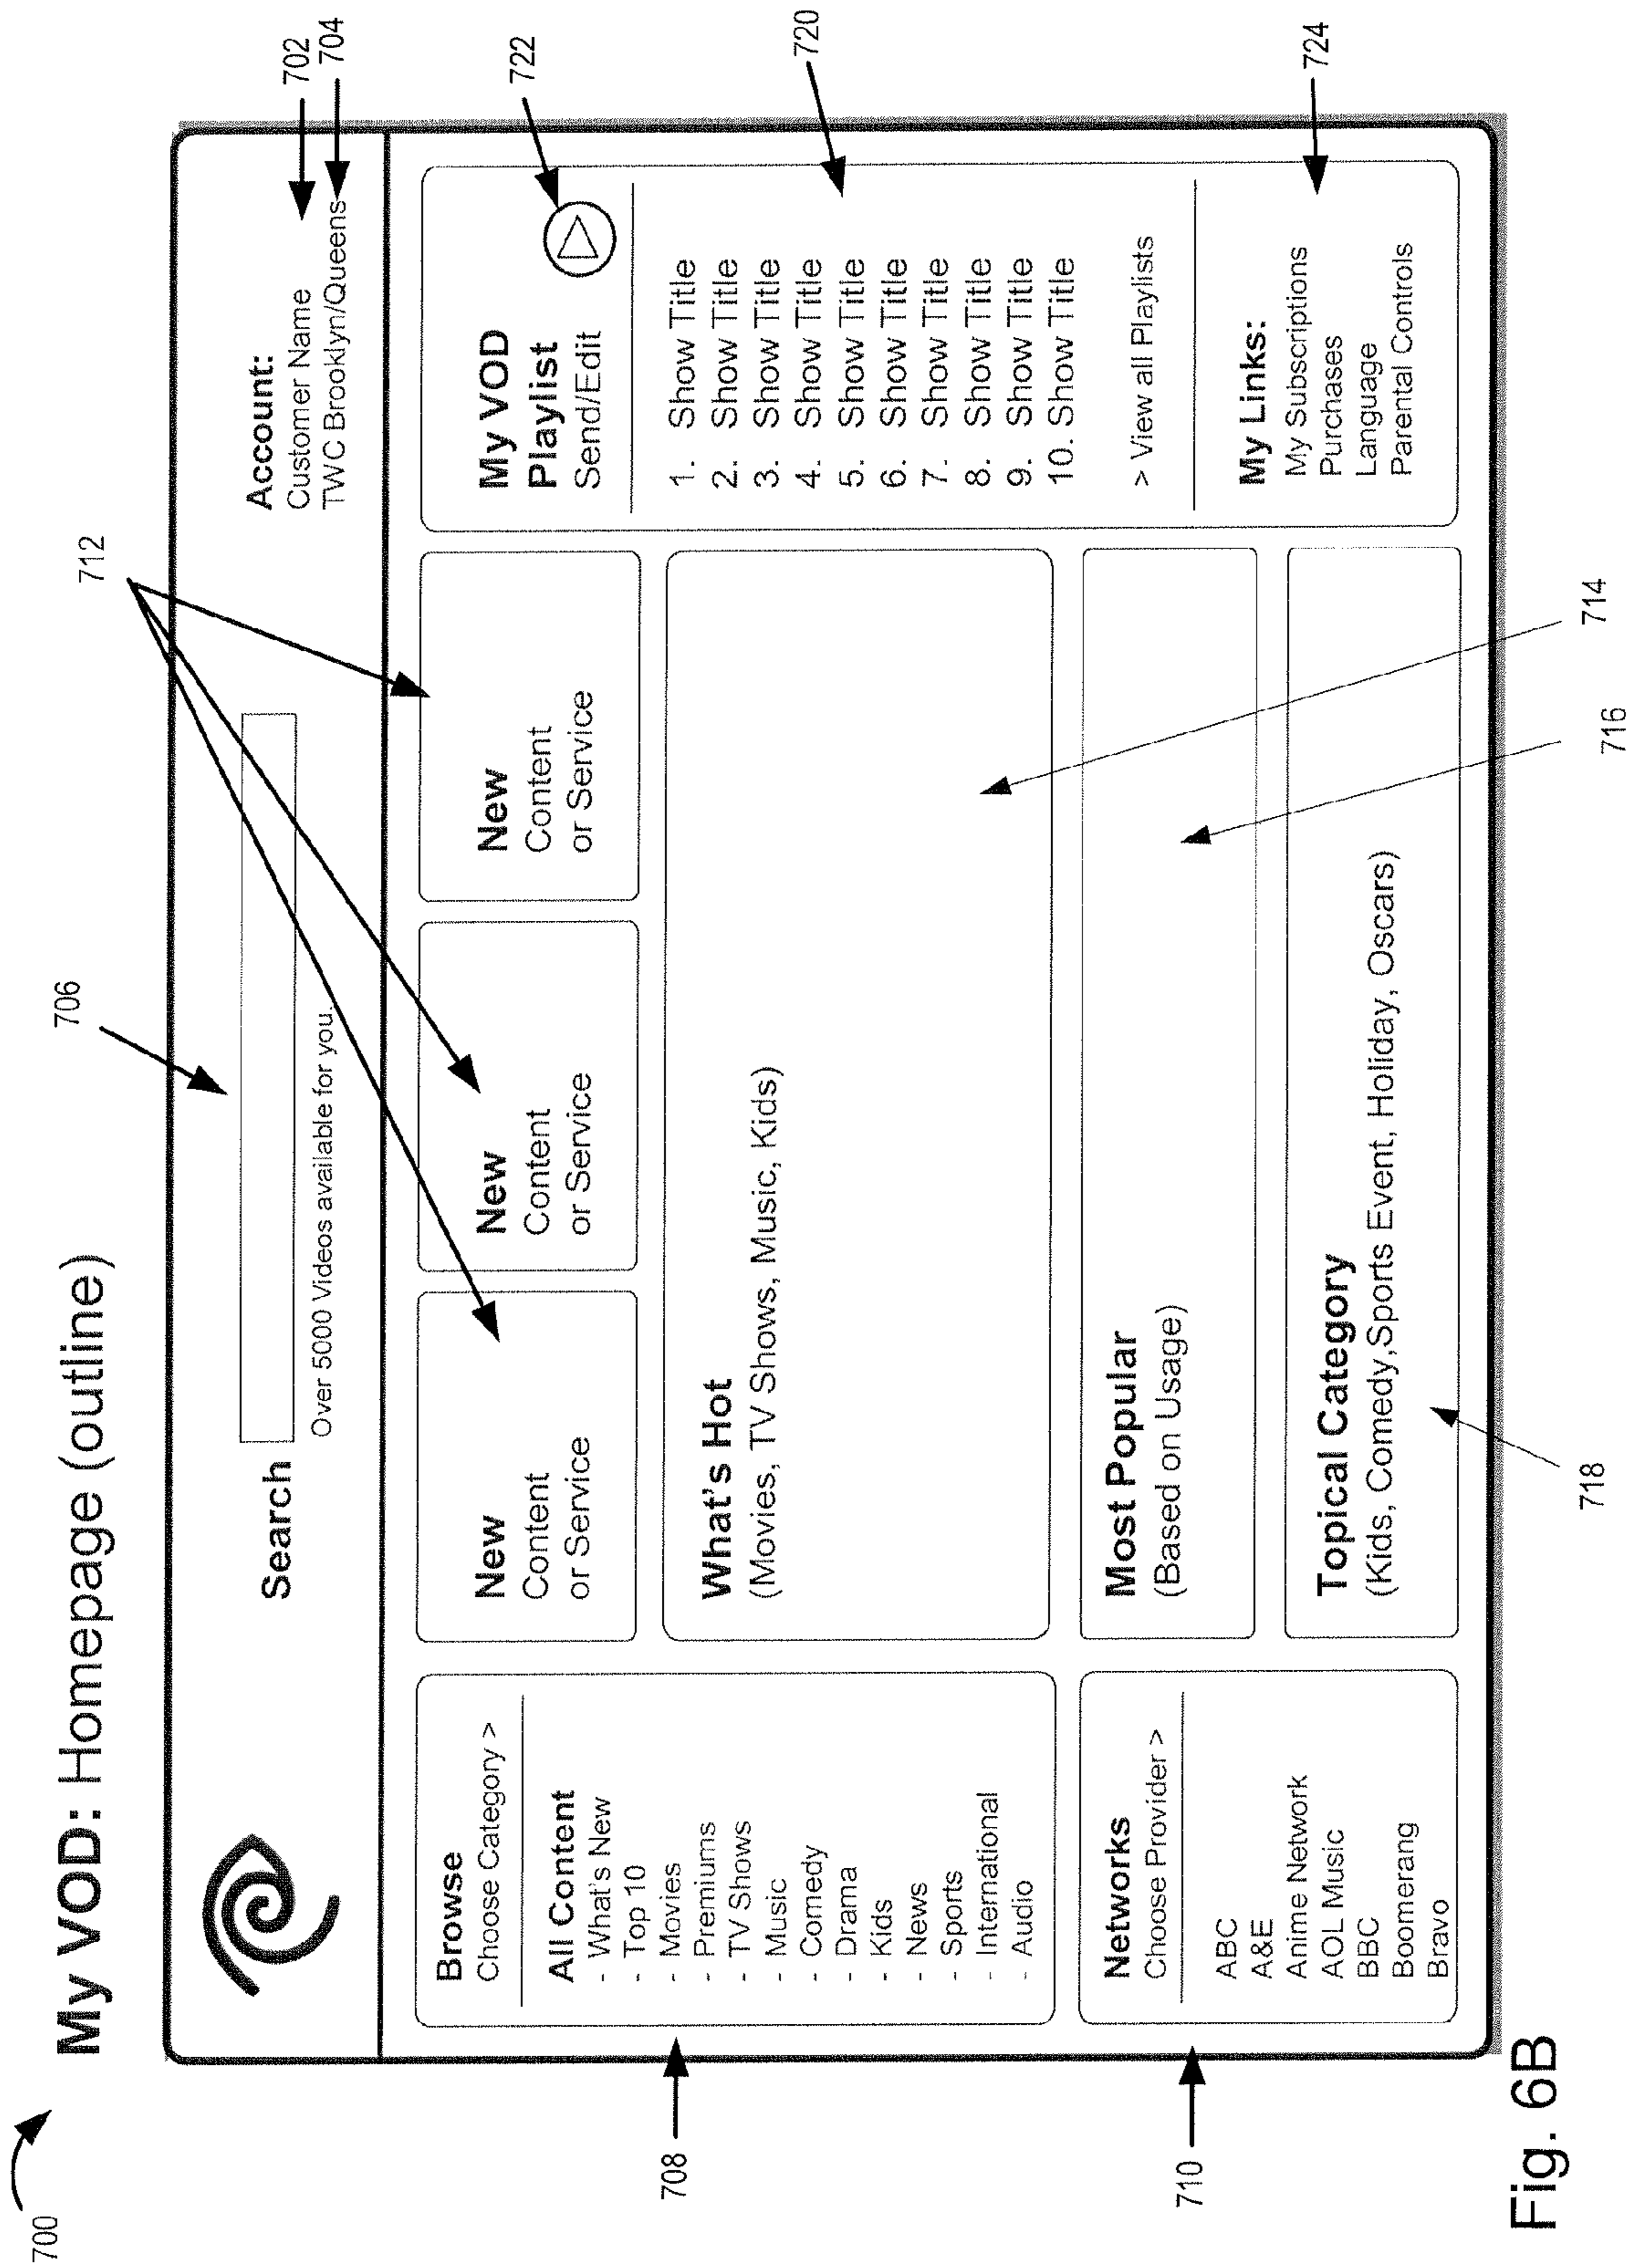 700
My VOD: Homepage (outline)
706
712
702
704
Search
Over 5000 Videos available for you.
Account:
Customer Name
TWC Brooklyn/Queens
708
Browse
Choose Category >
All Content
- What's New
- Top 10
- Movies
- Premiums
- TV Shows
- Music
- Comedy
- Drama
- Kids
- News
- Sports
- International
- Audio
710
Networks
Choose Provider >
ABC
A&E
Anime Network
AOL Music
BBC
Boomerang
Bravo
New
Content
or Service
New
Content
or Service
New
Content
or Service
What's Hot
(Movies, TV Shows, Music, Kids)
Most Popular
(Based on Usage)
Topical Category
(Kids, Comedy,Sports Event, Holiday, Oscars)
722
My VOD
Playlist
Send/Edit
720
1. Show Title
2. Show Title
3. Show Title
4. Show Title
5. Show Title
6. Show Title
7. Show Title
8. Show Title
9. Show Title
10. Show Title
> View all Playlists
724
My Links:
My Subscriptions
Purchases
Language
Parental Controls
718
716
714
Fig. 6B